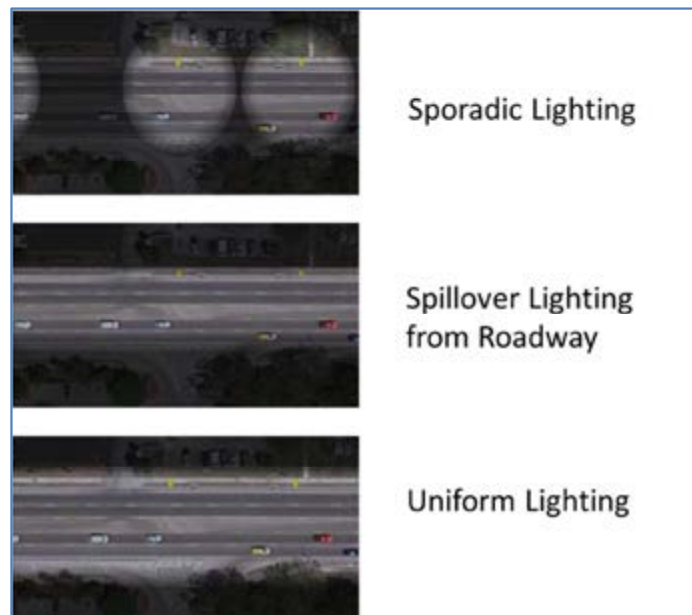 Sporadic Lighting
Spillover Lighting
from Roadway
Uniform Lighting